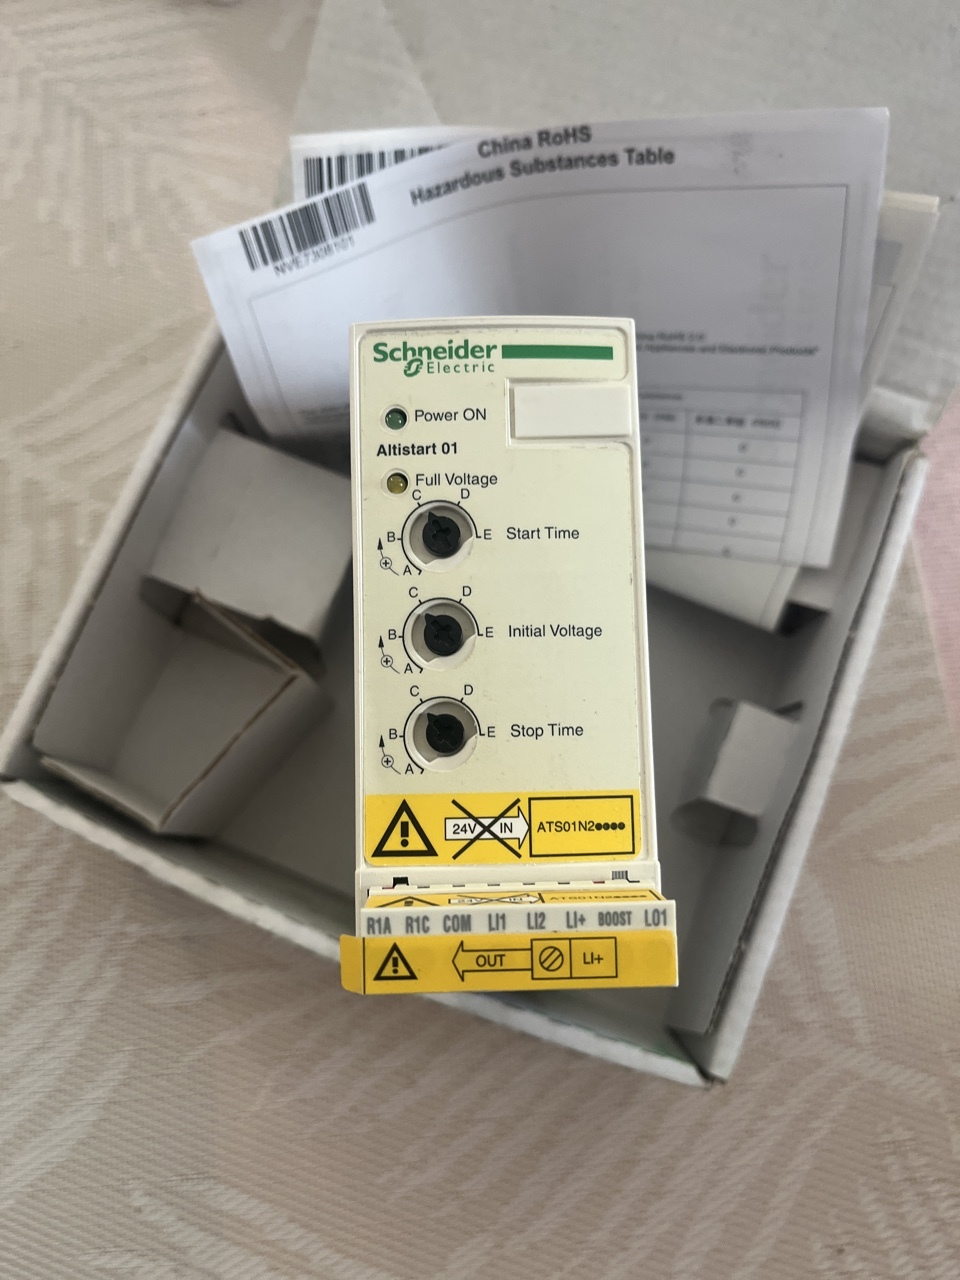 China RoHS
Hazardous Substances Table
Schneider
Electric
Power ON
Altistart 01
Full Voltage
C D
B E Start Time
A
C D
B E Initial Voltage
A
C D
B E Stop Time
A
24V IN ATS01N2●●●●
R1A R1C COM LI1 LI2 LI+ BOOST LO1
OUT LI+